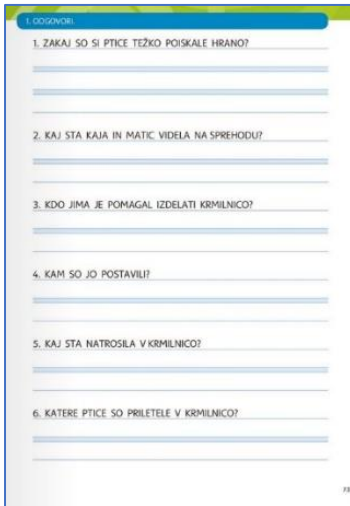 1. ODGOVORI.
1. ZAKAJ SO SI PTICE TEŽKO POISKALE HRANO?
2. KAJ STA KAJA IN MATIC VIDELA NA SPREHODU?
3. KDO JIMA JE POMAGAL IZDELATI KRMILNICO?
4. KAM SO JO POSTAVILI?
5. KAJ STA NATROSILA V KRMILNICO?
6. KATERE PTICE SO PRILETELE V KRMILNICO?